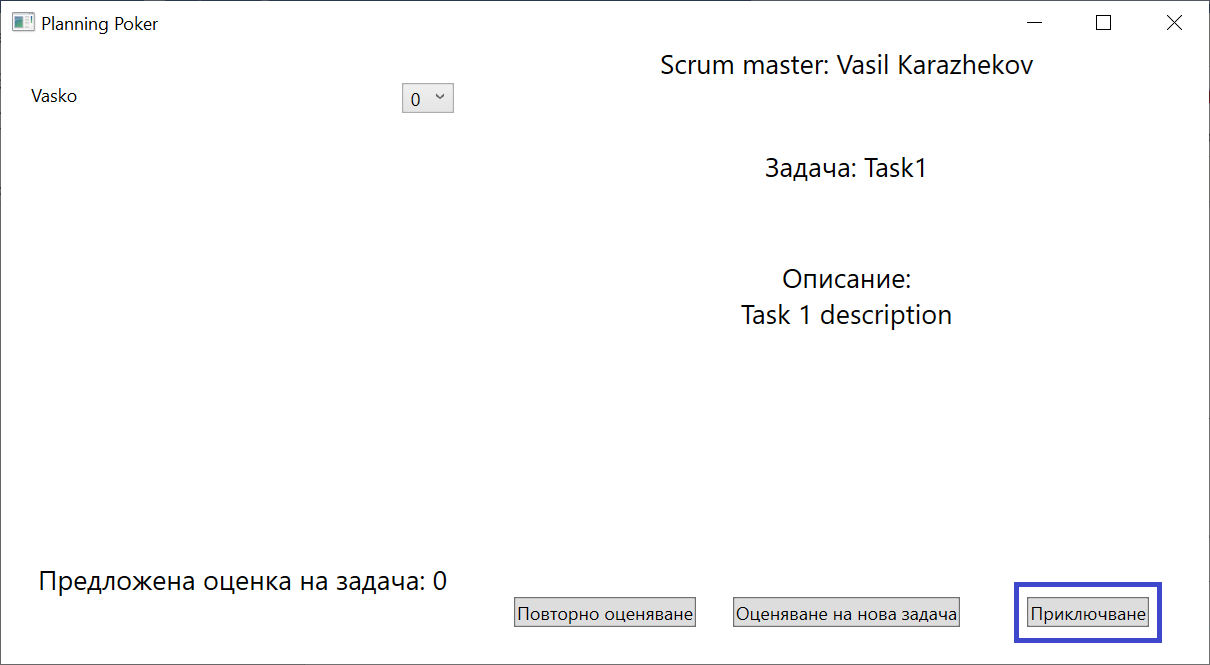 Planning Poker
Scrum master: Vasil Karazhekov
Vasko
0
Задача: Task1
Описание:
Task 1 description
Предложена оценка на задача: 0
Повторно оценяване
Оценяване на нова задача
Приключване